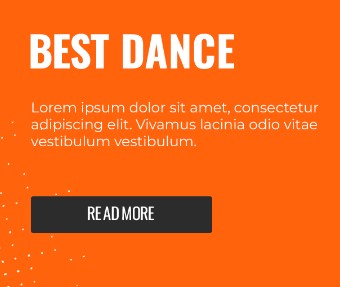 BEST DANCE
Lorem ipsum dolor sit amet, consectetur
adipiscing elit. Vivamus lacinia odio vitae
vestibulum vestibulum.
READ MORE